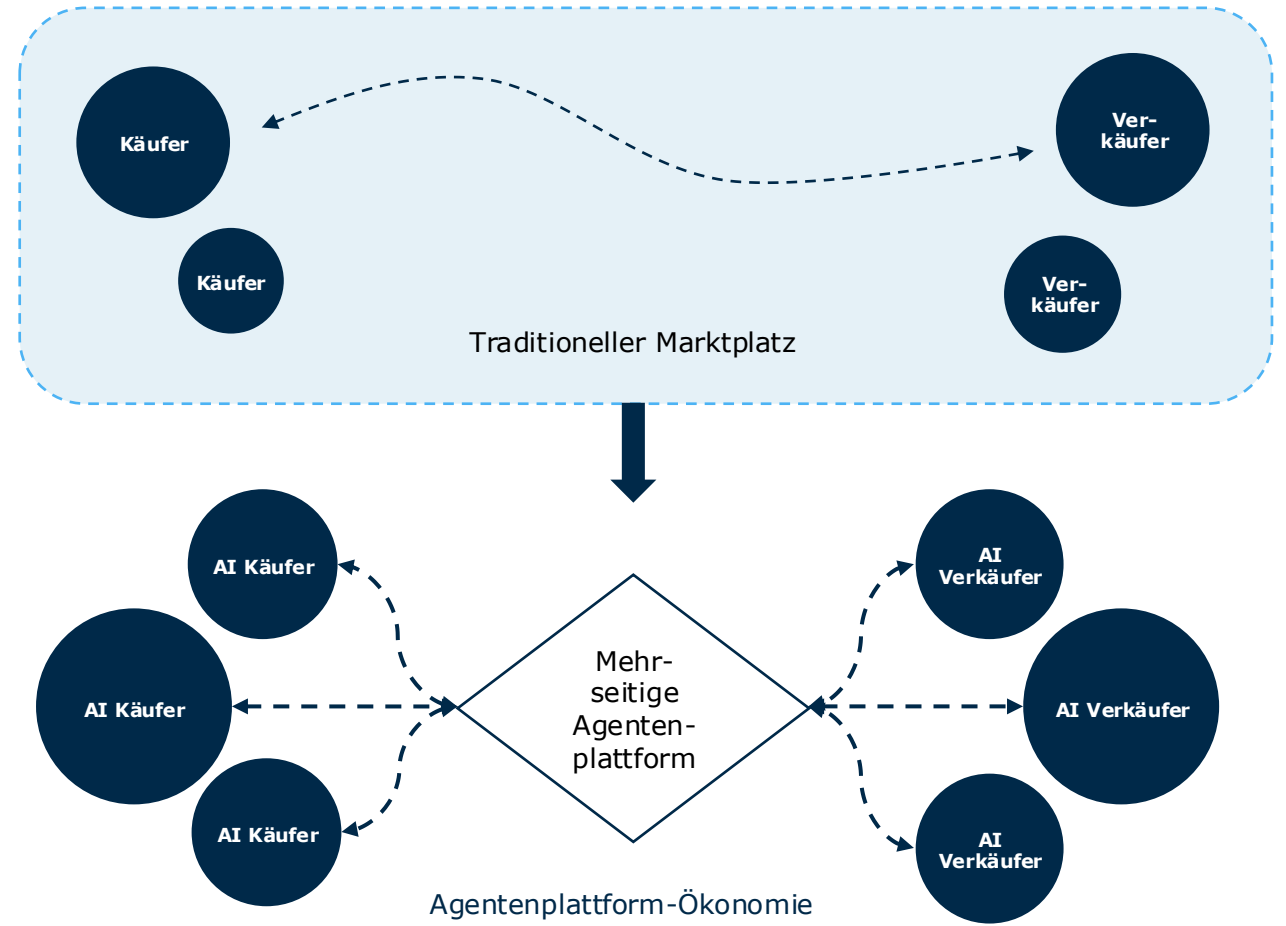 Käufer
Ver-
käufer
Käufer
Ver-
käufer
Traditioneller Marktplatz
AI Käufer
AI
Verkäufer
Mehr-
seitige
Agenten-
plattform
AI Käufer
AI Verkäufer
AI Käufer
AI
Verkäufer
Agentenplattform-Ökonomie